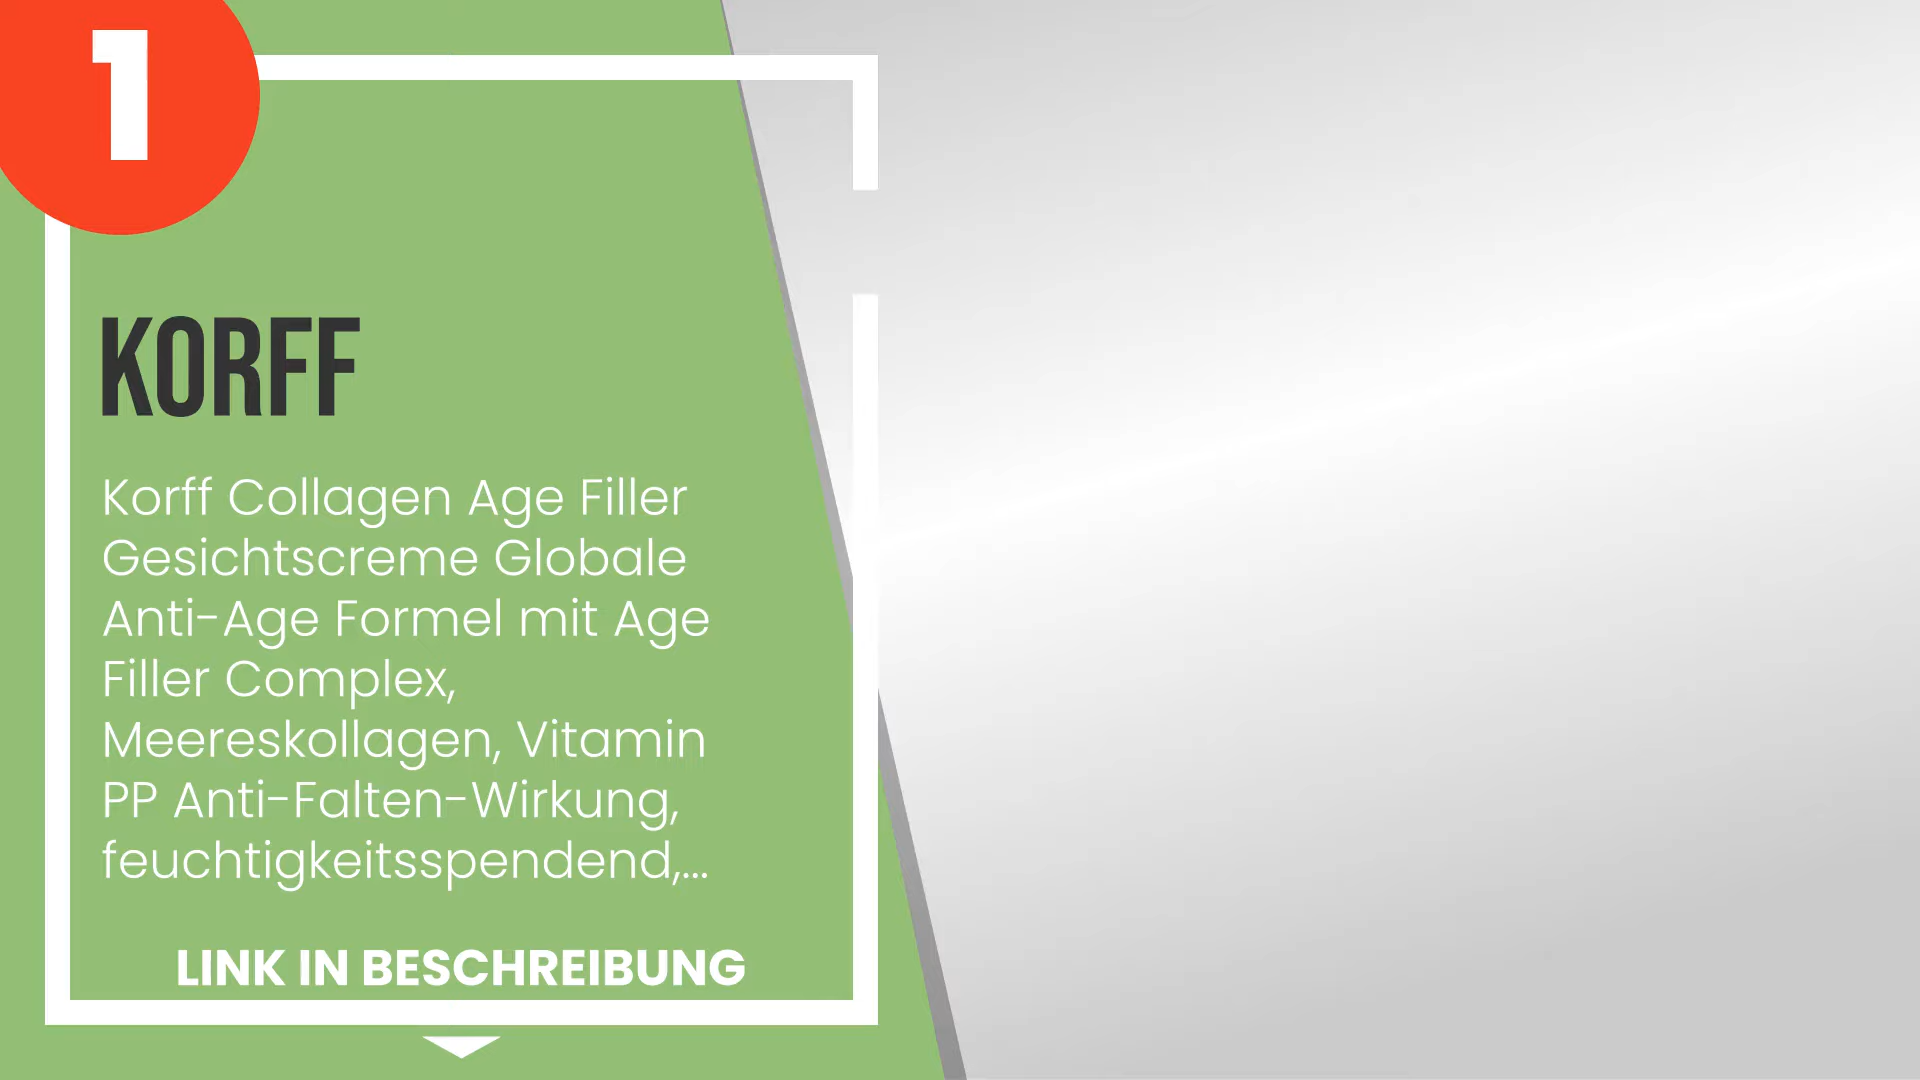 1
KORFF
Korff Collagen Age Filler
Gesichtscreme Globale
Anti-Age Formel mit Age
Filler Complex,
Meereskollagen, Vitamin
PP Anti-Falten-Wirkung,
feuchtigkeitsspendend,...
LINK IN BESCHREIBUNG